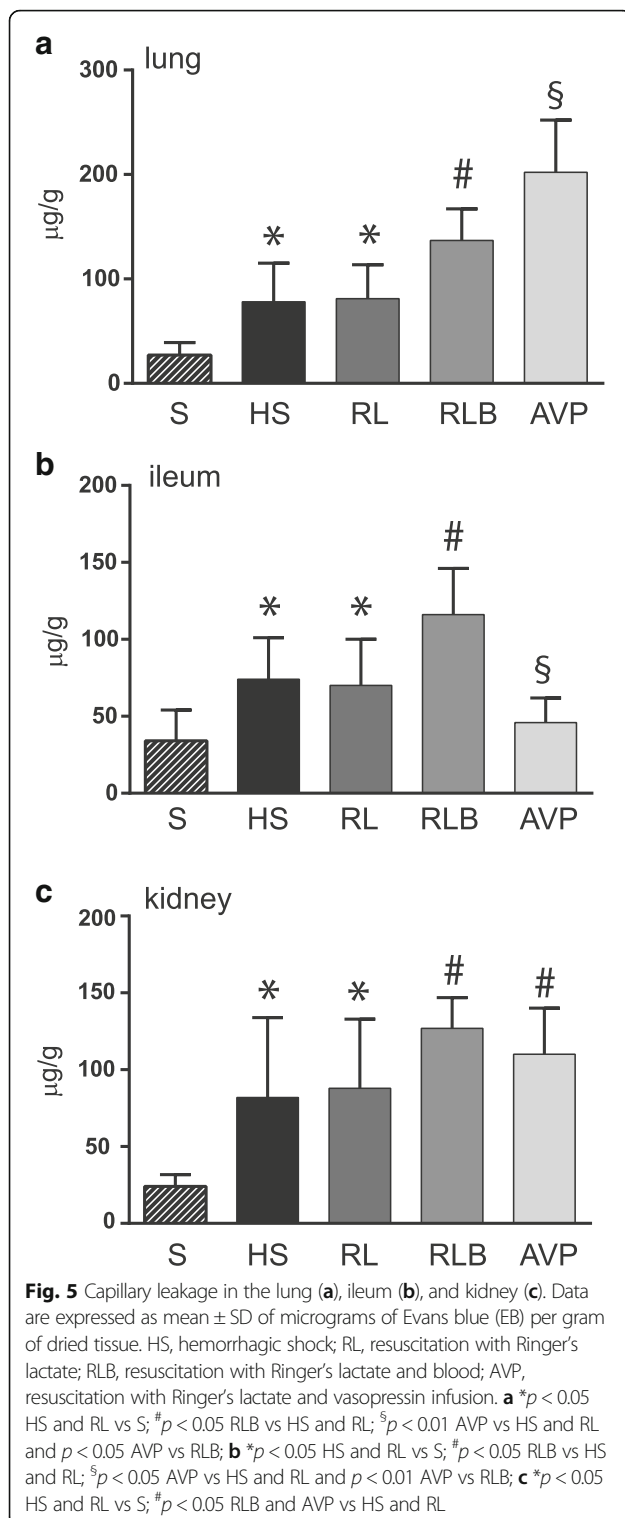 a
lung
300
200
100
0
µg/g
*
*
#
§
S HS RL RLB AVP
b
ileum
200
150
100
50
0
µg/g
*
*
#
§
S HS RL RLB AVP
c
kidney
200
150
100
50
0
µg/g
*
*
#
#
S HS RL RLB AVP
Fig. 5 Capillary leakage in the lung (a), ileum (b), and kidney (c). Data
are expressed as mean ± SD of micrograms of Evans blue (EB) per gram
of dried tissue. HS, hemorrhagic shock; RL, resuscitation with Ringer's
lactate; RLB, resuscitation with Ringer's lactate and blood; AVP,
resuscitation with Ringer's lactate and vasopressin infusion. a *p < 0.05
HS and RL vs S; #p < 0.05 RLB vs HS and RL; §p < 0.01 AVP vs HS and RL
and p < 0.05 AVP vs RLB; b *p < 0.05 HS and RL vs S; #p < 0.05 RLB vs HS
and RL; §p < 0.05 AVP vs HS and RL and p < 0.01 AVP vs RLB; c *p < 0.05
HS and RL vs S; #p < 0.05 RLB and AVP vs HS and RL